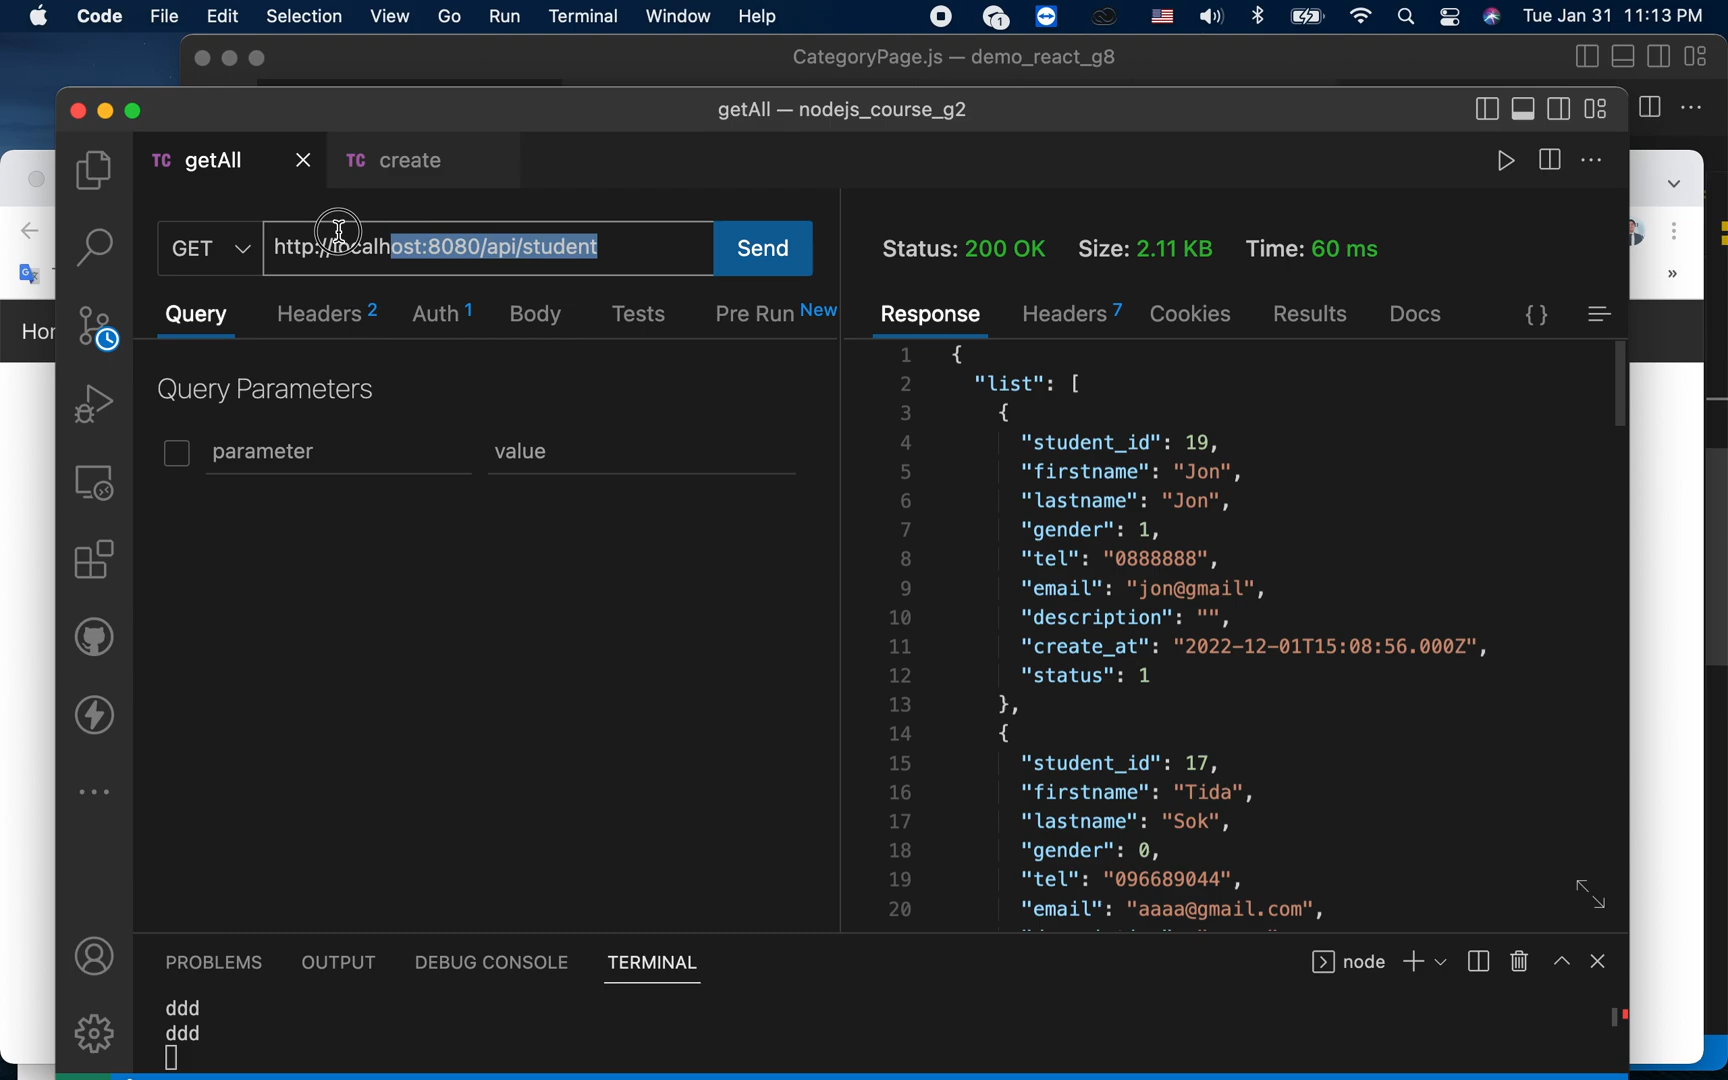 Code File Edit Selection View Go Run Terminal Window Help 1 Tue Jan 31 11:13 PM
CategoryPage.js — demo_react_g8
getAll — nodejs_course_g2
TC getAll TC create
GET http://localhost:8080/api/student Send
Status: 200 OK Size: 2.11 KB Time: 60 ms
Query Headers 2 Auth 1 Body Tests Pre Run New
Response Headers 7 Cookies Results Docs {}
Hor
Query Parameters
parameter value
1 {
2 "list": [
3 {
4 "student_id": 19,
5 "firstname": "Jon",
6 "lastname": "Jon",
7 "gender": 1,
8 "tel": "0888888",
9 "email": "jon@gmail",
10 "description": "",
11 "create_at": "2022-12-01T15:08:56.000Z",
12 "status": 1
13 },
14 {
15 "student_id": 17,
16 "firstname": "Tida",
17 "lastname": "Sok",
18 "gender": 0,
19 "tel": "096689044",
20 "email": "aaaa@gmail.com",
PROBLEMS OUTPUT DEBUG CONSOLE TERMINAL node
ddd
ddd